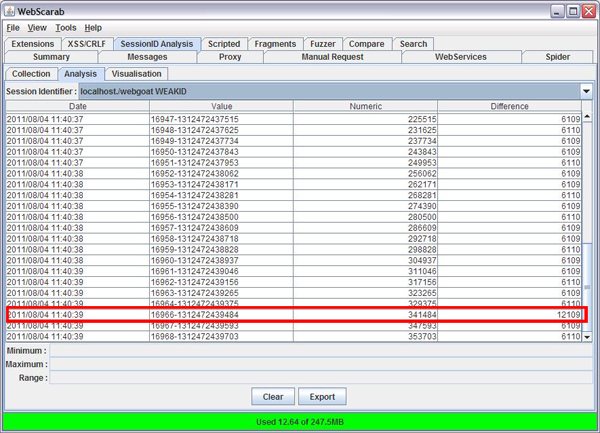 WebScarab
File View Tools Help
Extensions XSS/CRLF SessionID Analysis Scripted Fragments Fuzzer Compare Search
Summary Messages Proxy Manual Request WebServices Spider
Collection Analysis Visualisation
Session Identifier : localhost./webgoat WEAKID
Date Value Numeric Difference
2011/08/04 11:40:37 16947-1312472437515 225515 6109
2011/08/04 11:40:37 16948-1312472437625 231625 6110
2011/08/04 11:40:37 16949-1312472437734 237734 6109
2011/08/04 11:40:37 16950-1312472437843 243843 6109
2011/08/04 11:40:37 16951-1312472437953 249953 6110
2011/08/04 11:40:38 16952-1312472438062 256062 6109
2011/08/04 11:40:38 16953-1312472438171 262171 6109
2011/08/04 11:40:38 16954-1312472438281 268281 6110
2011/08/04 11:40:38 16955-1312472438390 274390 6109
2011/08/04 11:40:38 16956-1312472438500 280500 6110
2011/08/04 11:40:38 16957-1312472438609 286609 6109
2011/08/04 11:40:38 16958-1312472438718 292718 6109
2011/08/04 11:40:38 16959-1312472438828 298828 6110
2011/08/04 11:40:38 16960-1312472438937 304937 6109
2011/08/04 11:40:39 16961-1312472439046 311046 6109
2011/08/04 11:40:39 16962-1312472439156 317156 6110
2011/08/04 11:40:39 16963-1312472439265 323265 6109
2011/08/04 11:40:39 16964-1312472439375 329375 6110
2011/08/04 11:40:39 16966-1312472439484 341484 12109
2011/08/04 11:40:39 16967-1312472439593 347593 6109
2011/08/04 11:40:39 16968-1312472439703 353703 6110
Minimum :
Maximum :
Range :
Clear Export
Used 12.64 of 247.5MB